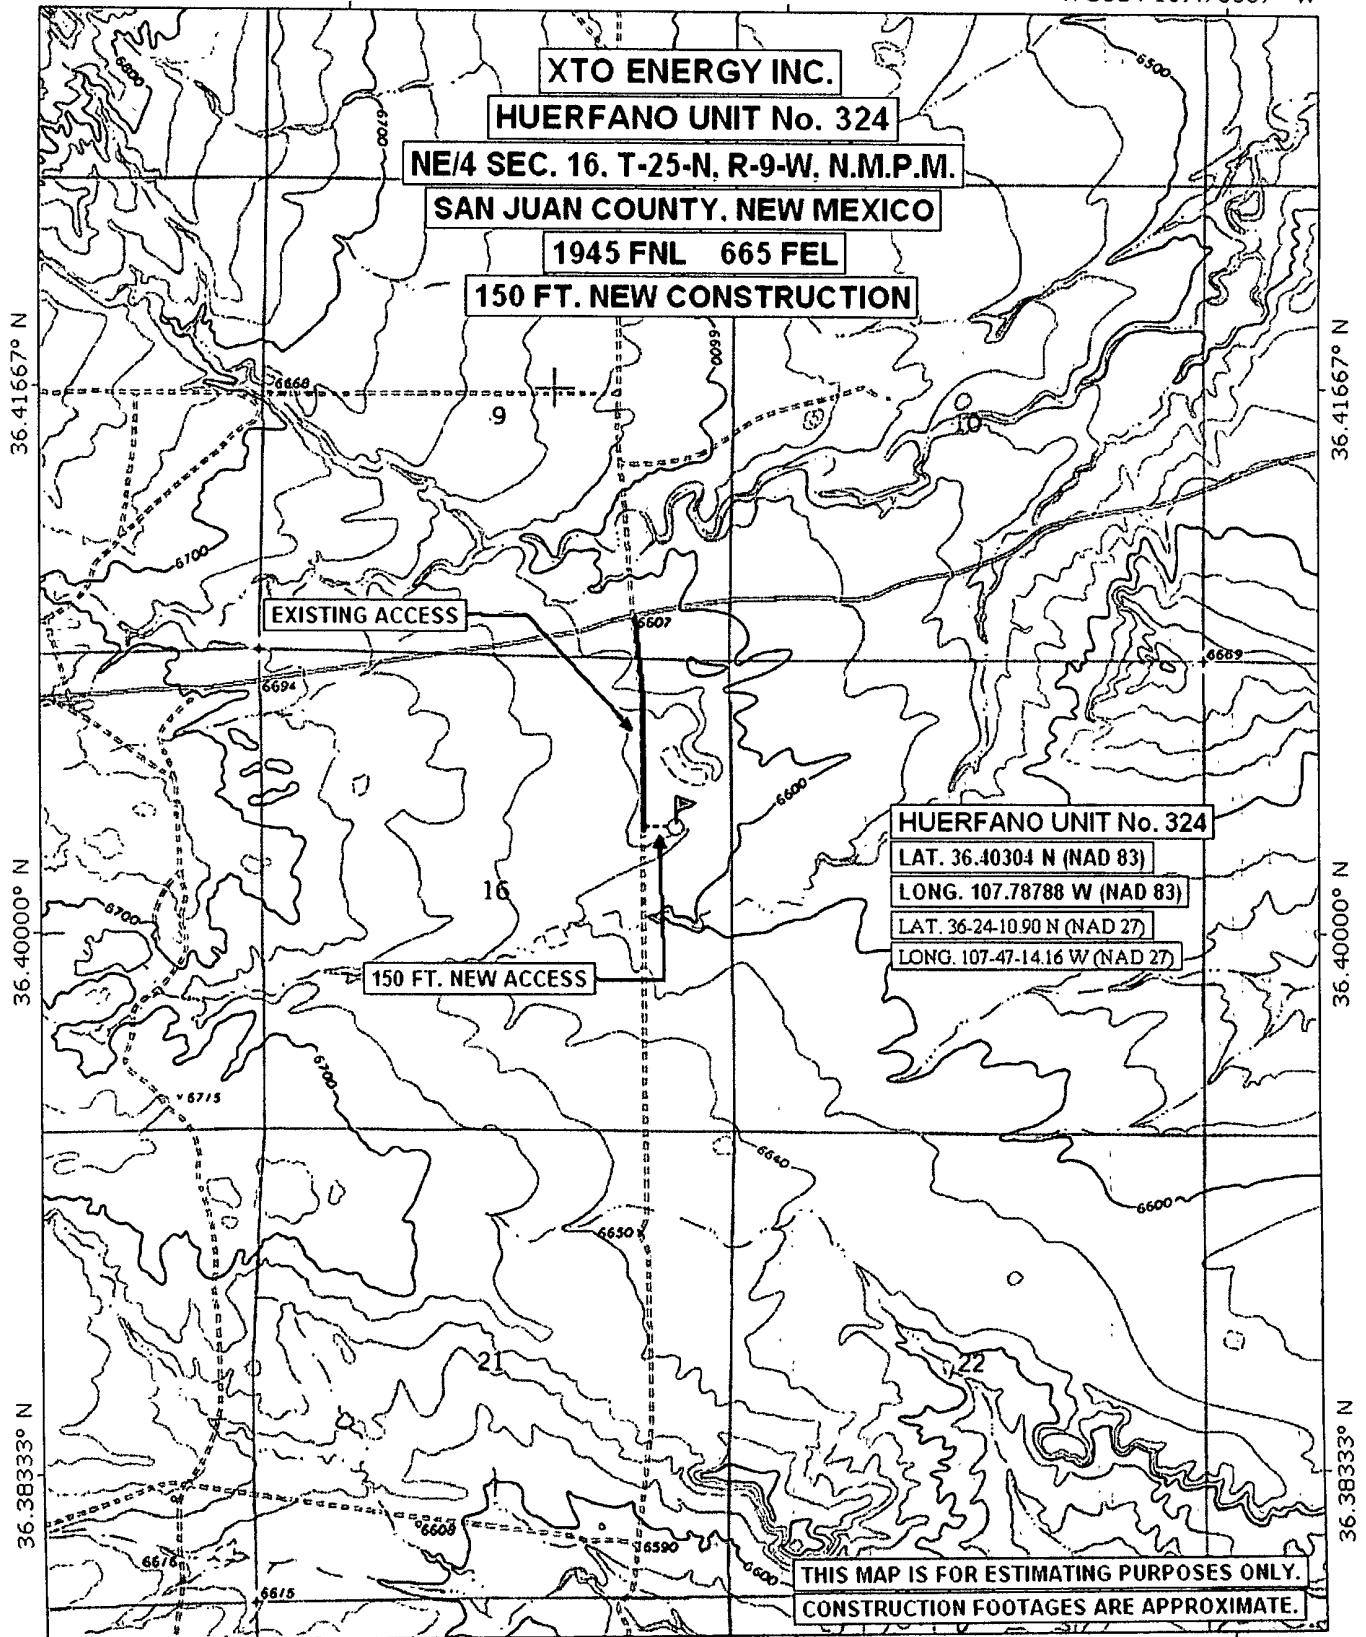 XTO ENERGY INC.
HUERFANO UNIT No. 324
NE/4 SEC. 16, T-25-N, R-9-W, N.M.P.M.
SAN JUAN COUNTY, NEW MEXICO
1945 FNL 665 FEL
150 FT. NEW CONSTRUCTION
6800
6700
6500
6600
36.41667° N
36.41667° N
6668
9
10
6700
EXISTING ACCESS
6607
6694
6689
6600
HUERFANO UNIT No. 324
LAT. 36.40304 N (NAD 83)
LONG. 107.78788 W (NAD 83)
LAT. 36-24-10.90 N (NAD 27)
LONG. 107-47-14.16 W (NAD 27)
16
6700
36.40000° N
36.40000° N
150 FT. NEW ACCESS
6700
6715
6640
6600
6650
21
22
36.38333° N
36.38333° N
6608
6590
6616
6600
6615
THIS MAP IS FOR ESTIMATING PURPOSES ONLY.
CONSTRUCTION FOOTAGES ARE APPROXIMATE.